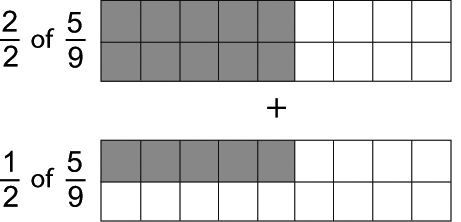 2/2 of 5/9
+
1/2 of 5/9